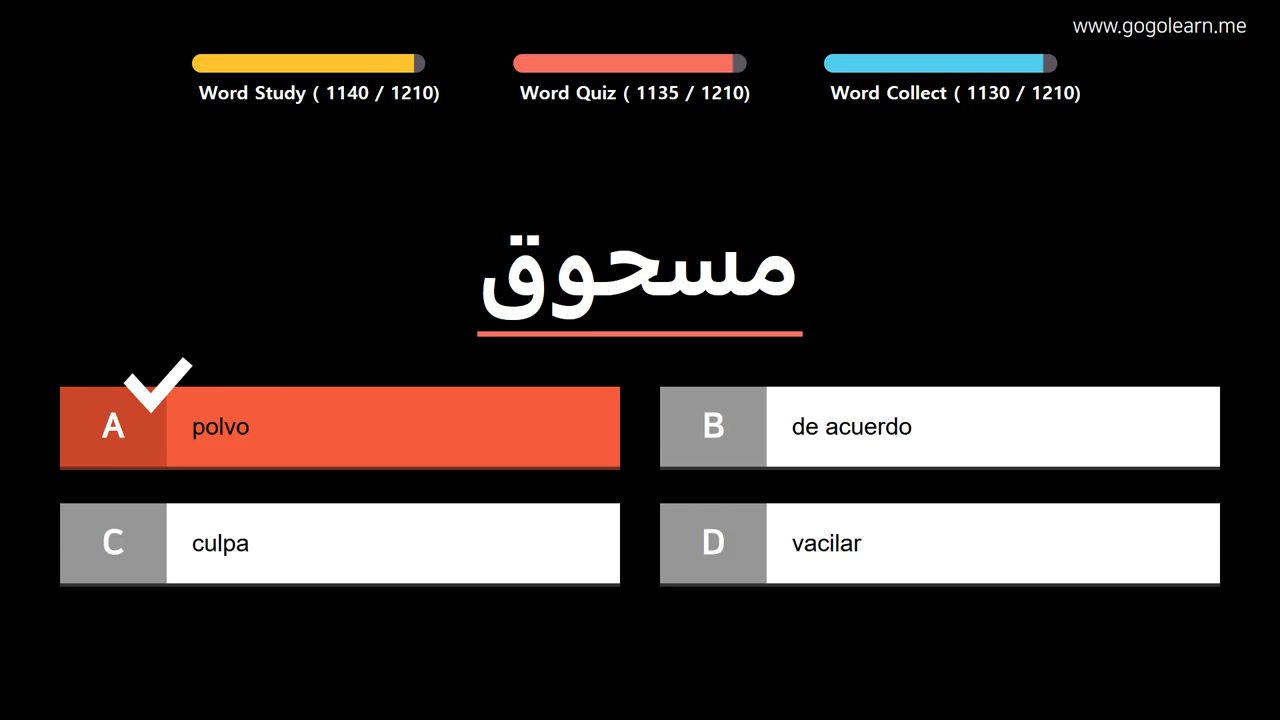 www.gogolearn.me
Word Study ( 1140 / 1210)
Word Quiz ( 1135 / 1210)
Word Collect ( 1130 / 1210)
مسحوق
A polvo
B de acuerdo
C culpa
D vacilar